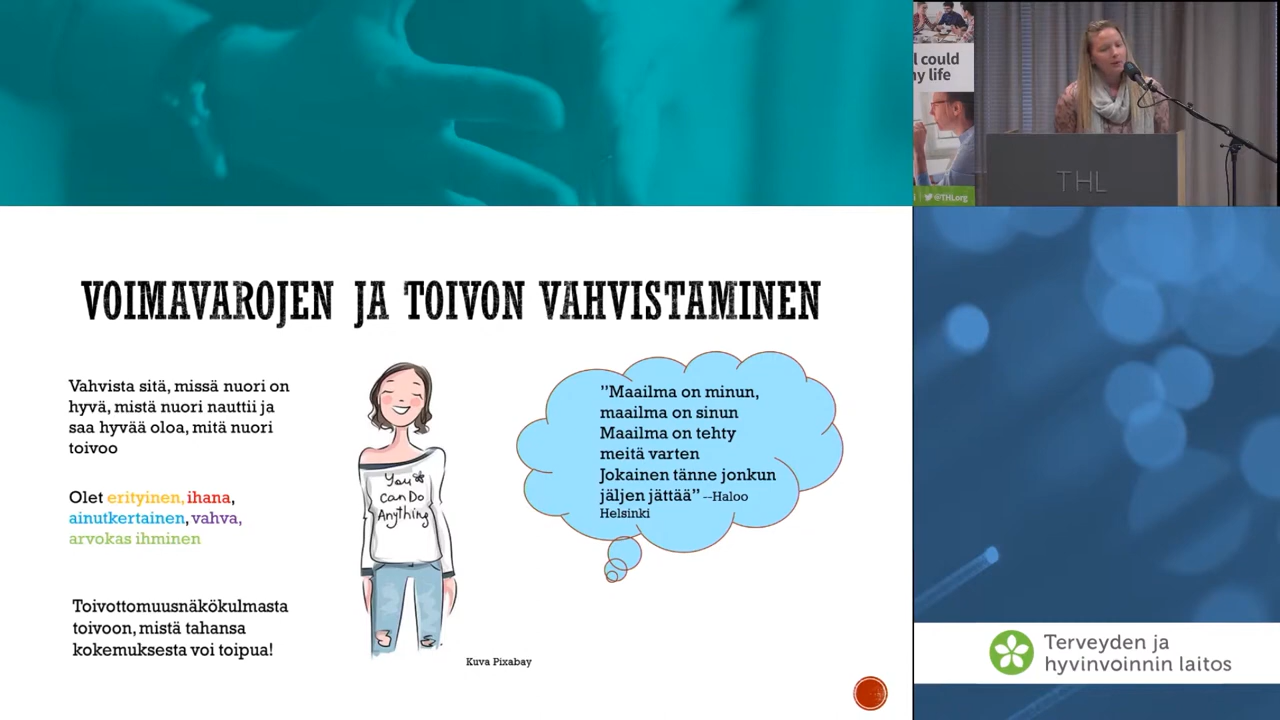 VOIMAVAROJEN JA TOIVON VAHVISTAMINEN
Vahvista sitä, missä nuori on
hyvä, mistä nuori nauttii ja
saa hyvää oloa, mitä nuori
toivoo
Olet erityinen, ihana,
ainutkertainen, vahva,
arvokas ihminen
Toivottomuusnäkökulmasta
toivoon, mistä tahansa
kokemuksesta voi toipua!
You
can Do
Anything
Kuva Pixabay
”Maailma on minun,
maailma on sinun
Maailma on tehty
meitä varten
Jokainen tänne jonkun
jäljen jättää” --Haloo
Helsinki
could
life
@THLorg
THL
Terveyden ja
hyvinvoinnin laitos